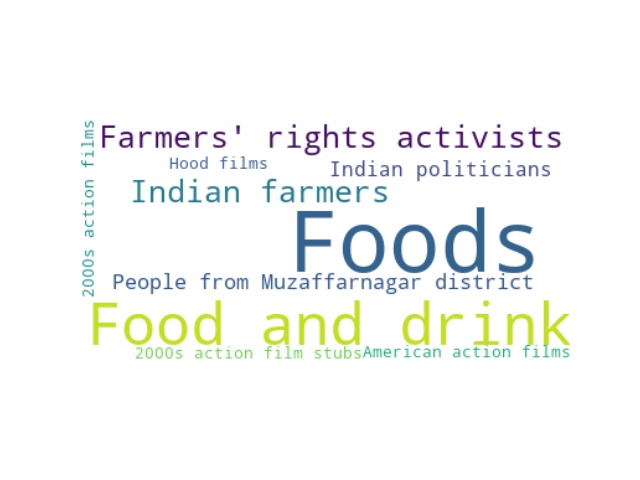 2000s action films
Farmers' rights activists
Hood films
Indian politicians
Indian farmers
Foods
People from Muzaffarnagar district
Food and drink
2000s action film stubs
American action films